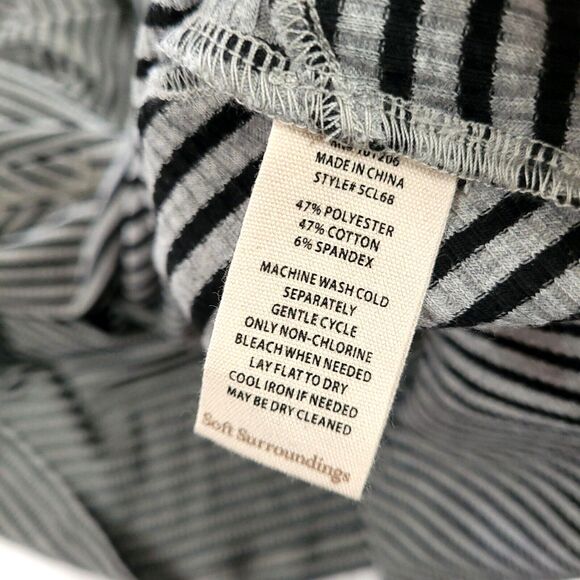 MADE IN CHINA
STYLE# 5CL68
47% POLYESTER
47% COTTON
6% SPANDEX
MACHINE WASH COLD
SEPARATELY
GENTLE CYCLE
ONLY NON-CHLORINE
BLEACH WHEN NEEDED
LAY FLAT TO DRY
COOL IRON IF NEEDED
MAY BE DRY CLEANED
Soft Surroundings